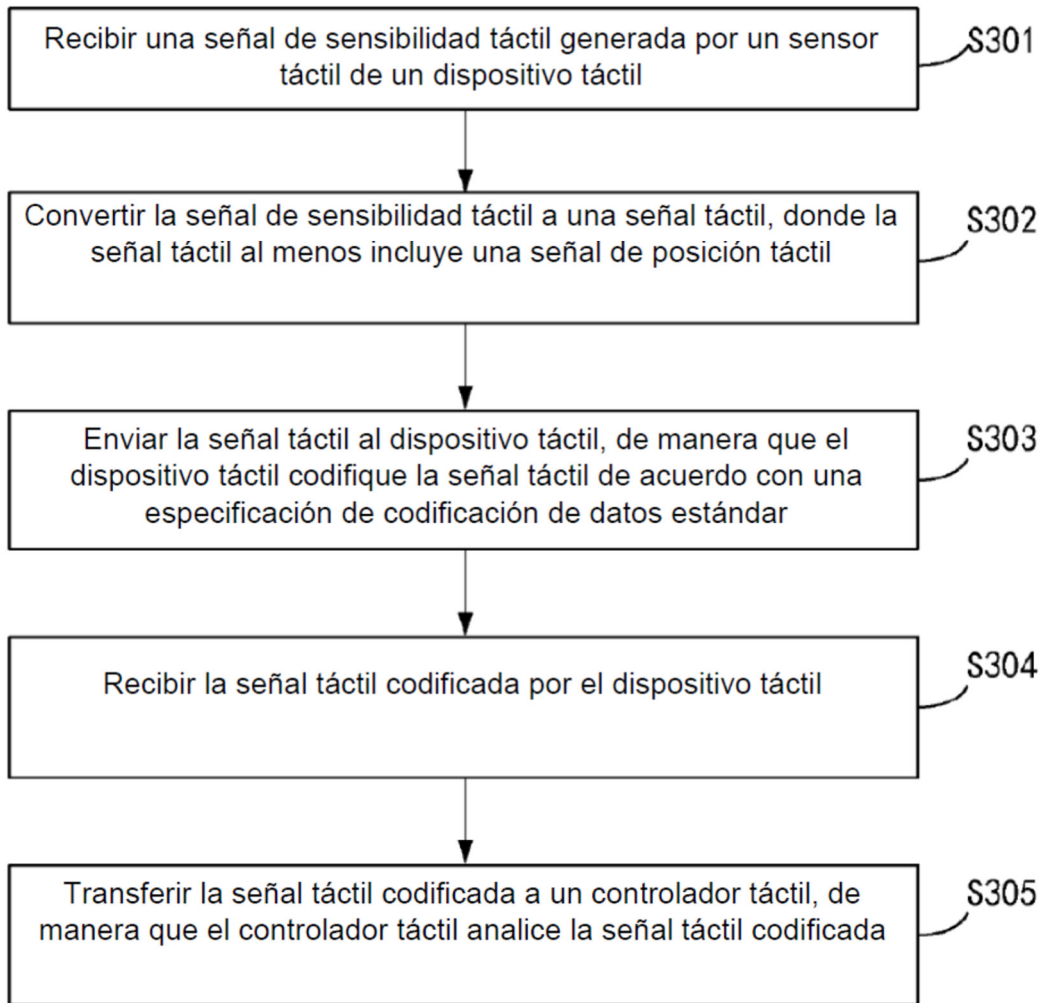 Recibir una señal de sensibilidad táctil generada por un sensor
táctil de un dispositivo táctil
S301
Convertir la señal de sensibilidad táctil a una señal táctil, donde la
señal táctil al menos incluye una señal de posición táctil
S302
Enviar la señal táctil al dispositivo táctil, de manera que el
dispositivo táctil codifique la señal táctil de acuerdo con una
especificación de codificación de datos estándar
S303
Recibir la señal táctil codificada por el dispositivo táctil
S304
Transferir la señal táctil codificada a un controlador táctil, de
manera que el controlador táctil analice la señal táctil codificada
S305